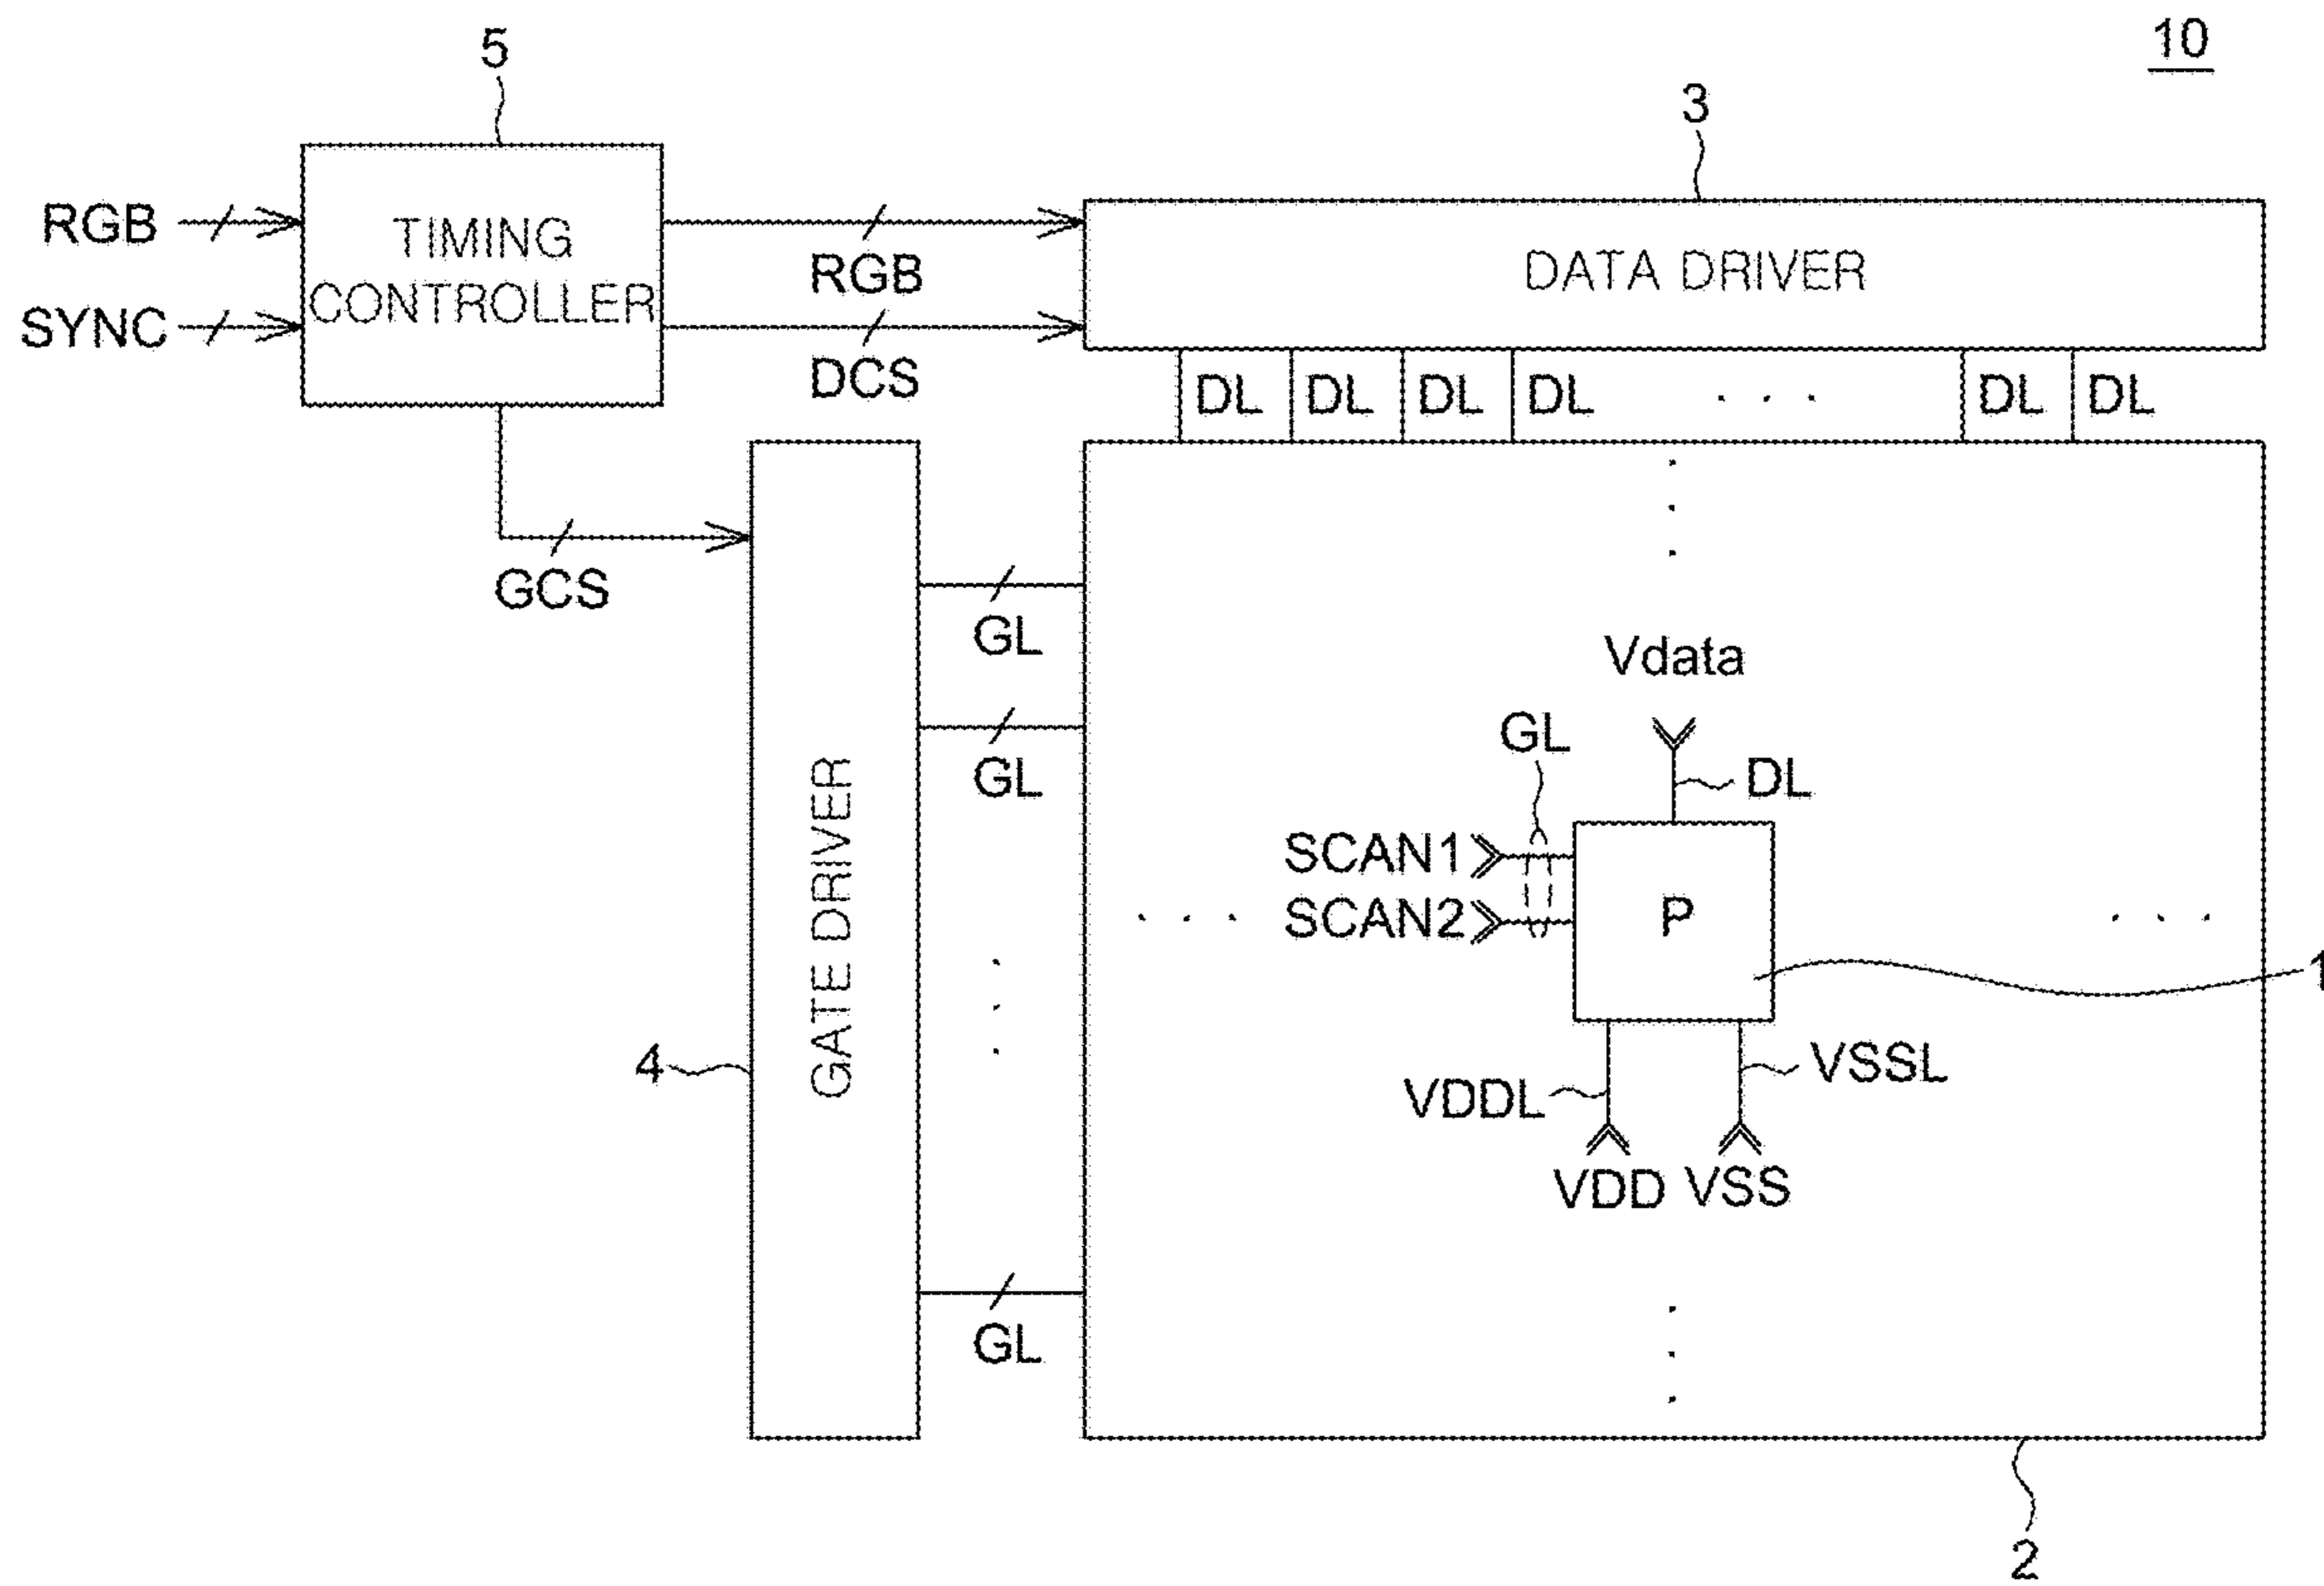 10
5
3
RGB
TIMING
CONTROLLER
SYNC
RGB
DCS
DATA DRIVER
DL DL DL DL . . . DL DL
GCS
GL
GL
GATE DRIVER
4
GL
Vdata
GL
DL
SCAN1
SCAN2
P
1
VDDL
VSSL
VDD VSS
2